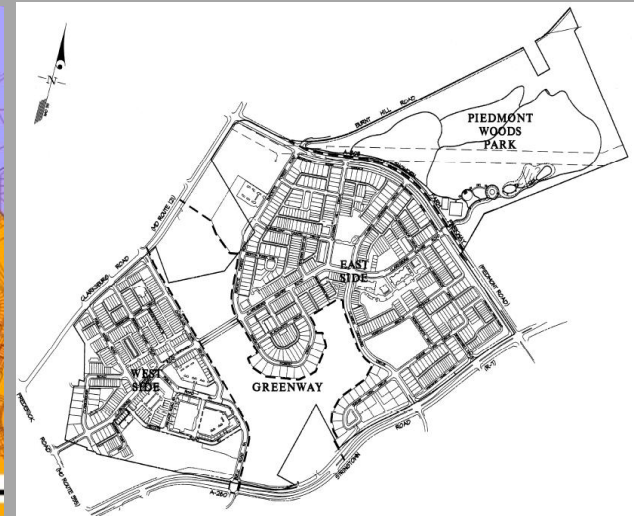 N
BURNT HILL ROAD
PIEDMONT
WOODS
PARK
A-305
(MD ROUTE 121)
CLARKSBURG ROAD
EAST
SIDE
(PIEDMONT ROAD)
WEST
SIDE
GREENWAY
FREDERICK ROAD (MD ROUTE 355)
A-260
STRINGTOWN ROAD